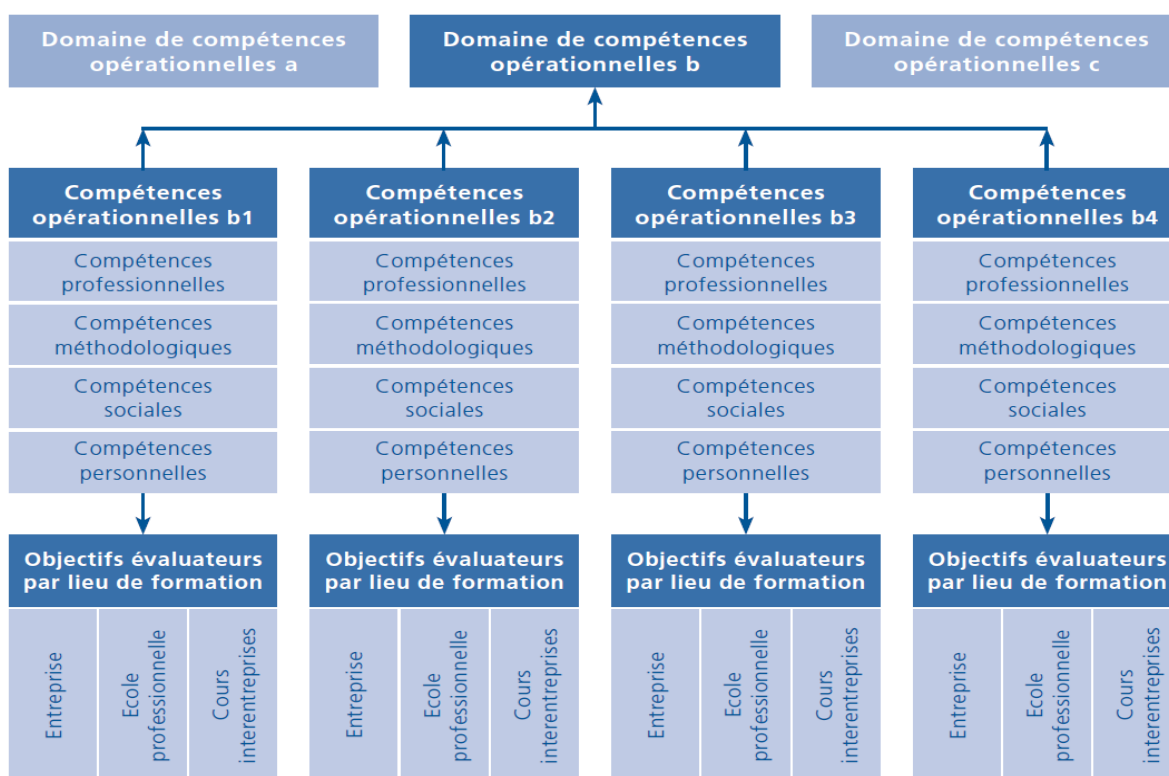 Domaine de compétences
opérationnelles a
Domaine de compétences
opérationnelles b
Domaine de compétences
opérationnelles c
Compétences
opérationnelles b1
Compétences
professionnelles
Compétences
méthodologiques
Compétences
sociales
Compétences
personnelles
Objectifs évaluateurs
par lieu de formation
Entreprise
Ecole
professionnelle
Cours
interentreprises
Compétences
opérationnelles b2
Compétences
professionnelles
Compétences
méthodologiques
Compétences
sociales
Compétences
personnelles
Objectifs évaluateurs
par lieu de formation
Entreprise
Ecole
professionnelle
Cours
interentreprises
Compétences
opérationnelles b3
Compétences
professionnelles
Compétences
méthodologiques
Compétences
sociales
Compétences
personnelles
Objectifs évaluateurs
par lieu de formation
Entreprise
Ecole
professionnelle
Cours
interentreprises
Compétences
opérationnelles b4
Compétences
professionnelles
Compétences
méthodologiques
Compétences
sociales
Compétences
personnelles
Objectifs évaluateurs
par lieu de formation
Entreprise
Ecole
professionnelle
Cours
interentreprises